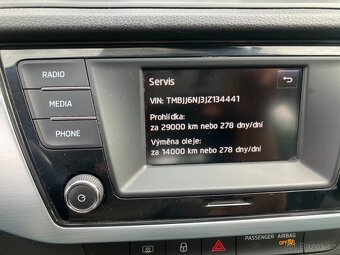 RADIO
MEDIA
PHONE
Servis
VIN: TMBJJ6NJ3JZ134441
Prohlídka:
za 29000 km nebo 278 dny/dní
Výměna oleje:
za 14000 km nebo 278 dny/dní
PASSENGER AIRBAG
OFF